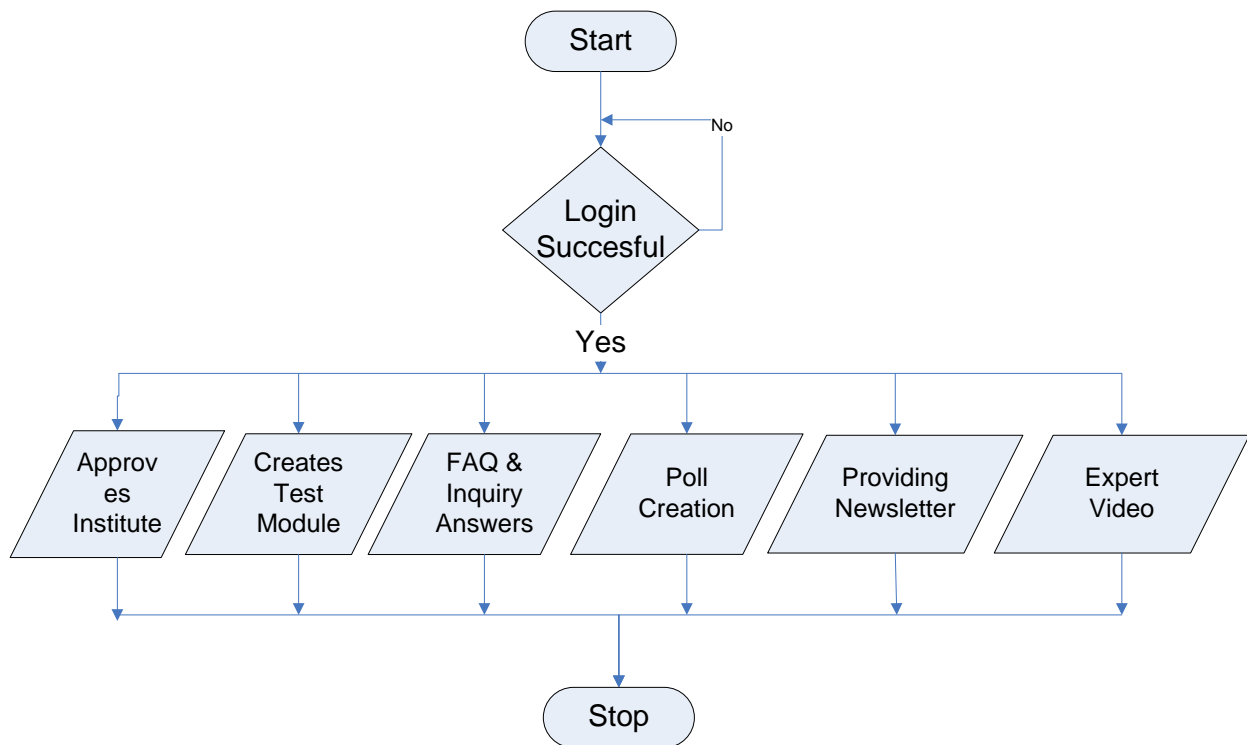 Start
No
Login
Succesful
Yes
Approv
es
Institute
Creates
Test
Module
FAQ &
Inquiry
Answers
Poll
Creation
Providing
Newsletter
Expert
Video
Stop